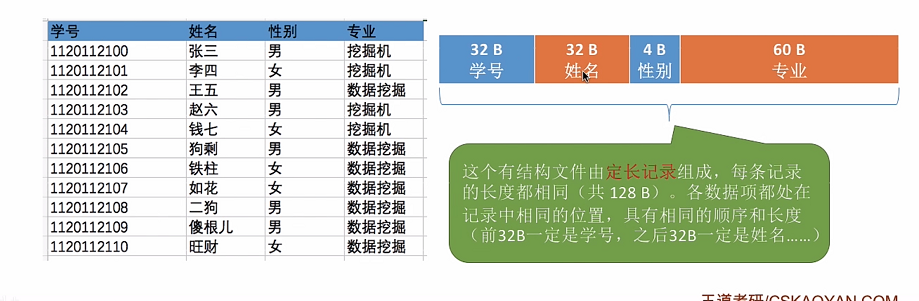 学号 姓名 性别 专业
1120112100 张三 男 挖掘机
1120112101 李四 女 挖掘机
1120112102 王五 男 数据挖掘
1120112103 赵六 男 挖掘机
1120112104 钱七 女 挖掘机
1120112105 狗剩 男 数据挖掘
1120112106 铁柱 女 数据挖掘
1120112107 如花 女 数据挖掘
1120112108 二狗 男 数据挖掘
1120112109 傻根儿 男 数据挖掘
1120112110 旺财 女 数据挖掘
32 B 32 B 4 B 60 B
学号 姓名 性别 专业
这个有结构文件由定长记录组成，每条记录
的长度都相同（共 128 B）。各数据项都处在
记录中相同的位置，具有相同的顺序和长度
（前32B一定是学号，之后32B一定是姓名……）
王道考研/CSKAOYAN.COM